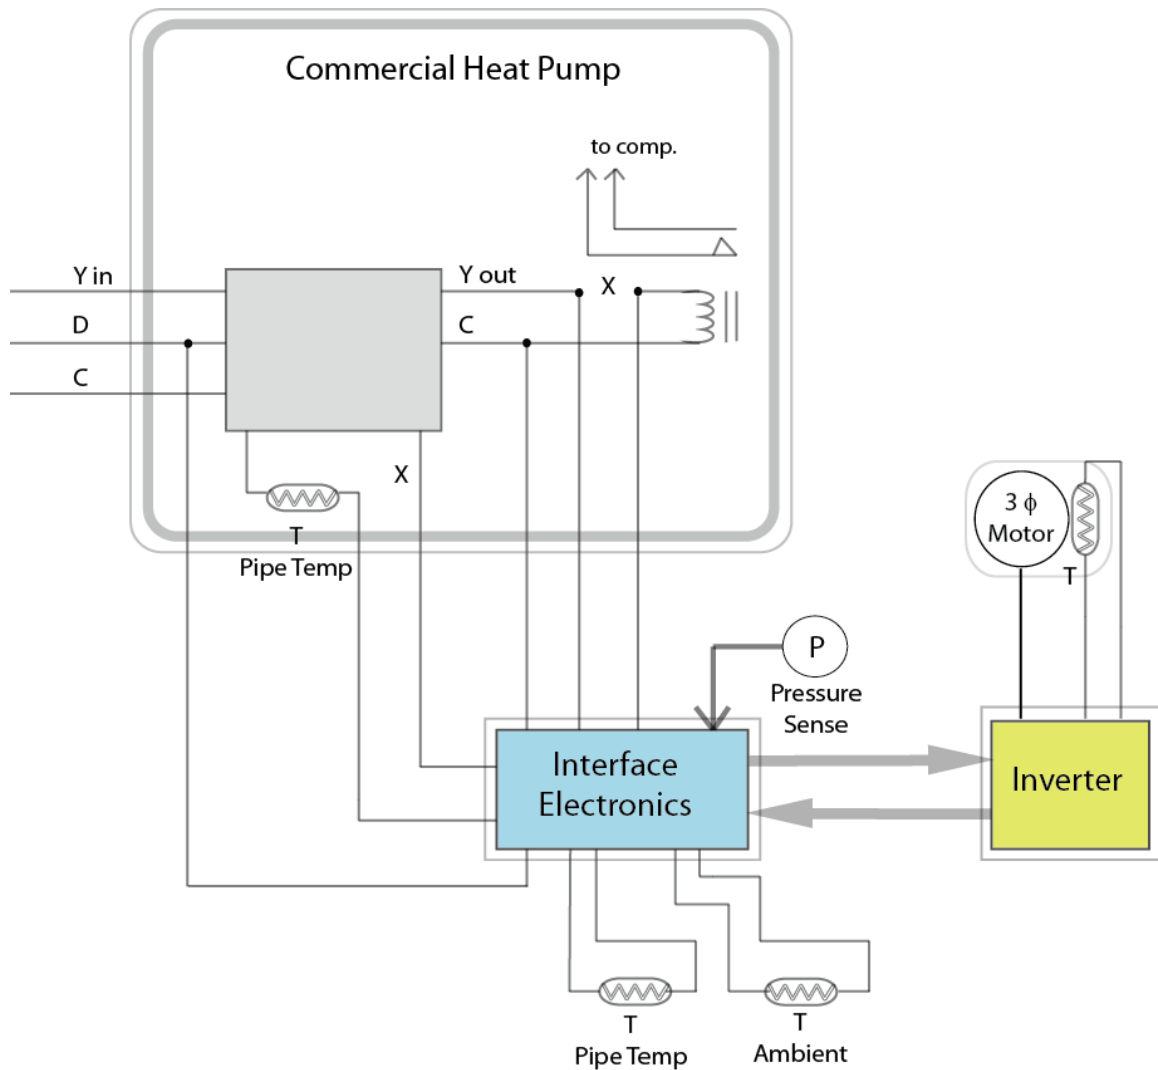 Commercial Heat Pump
to comp.
Y in
Y out
X
D
C
C
X
T
Pipe Temp
3 ϕ
Motor
T
P
Pressure
Sense
Interface
Electronics
Inverter
T
Pipe Temp
T
Ambient